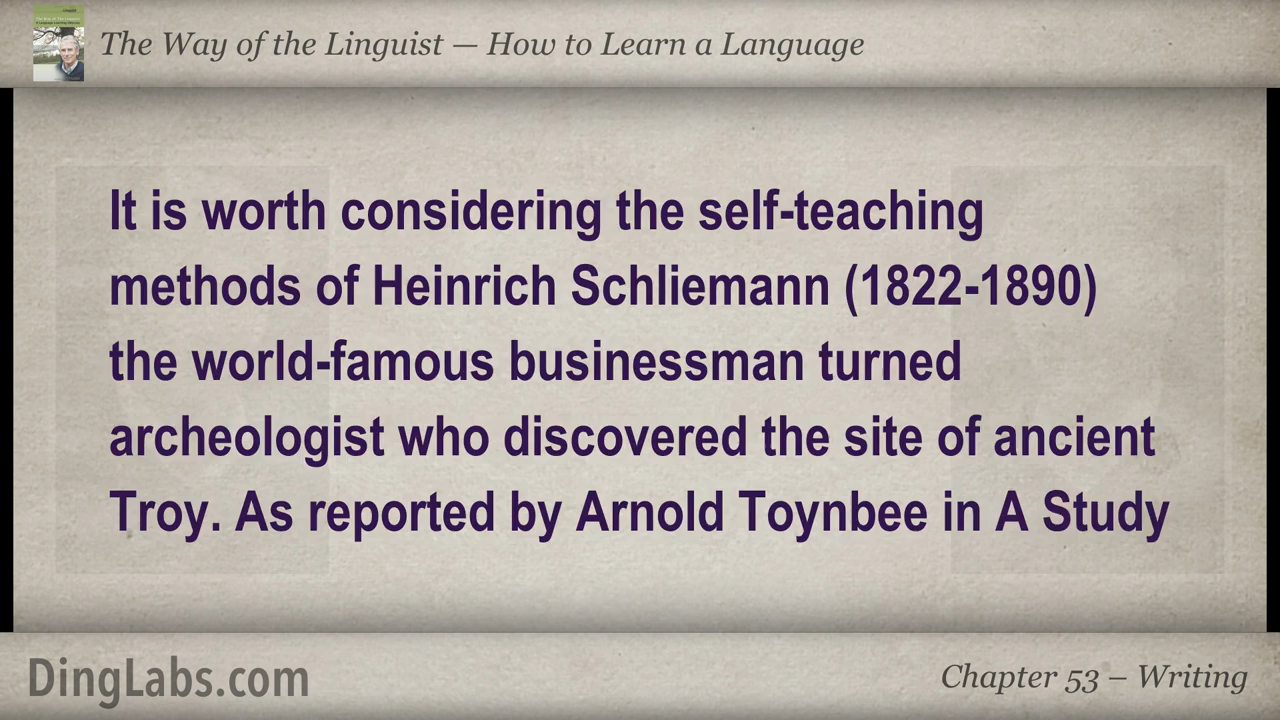 The Way of the Linguist — How to Learn a Language
It is worth considering the self-teaching
methods of Heinrich Schliemann (1822-1890)
the world-famous businessman turned
archeologist who discovered the site of ancient
Troy. As reported by Arnold Toynbee in A Study
DingLabs.com
Chapter 53 – Writing